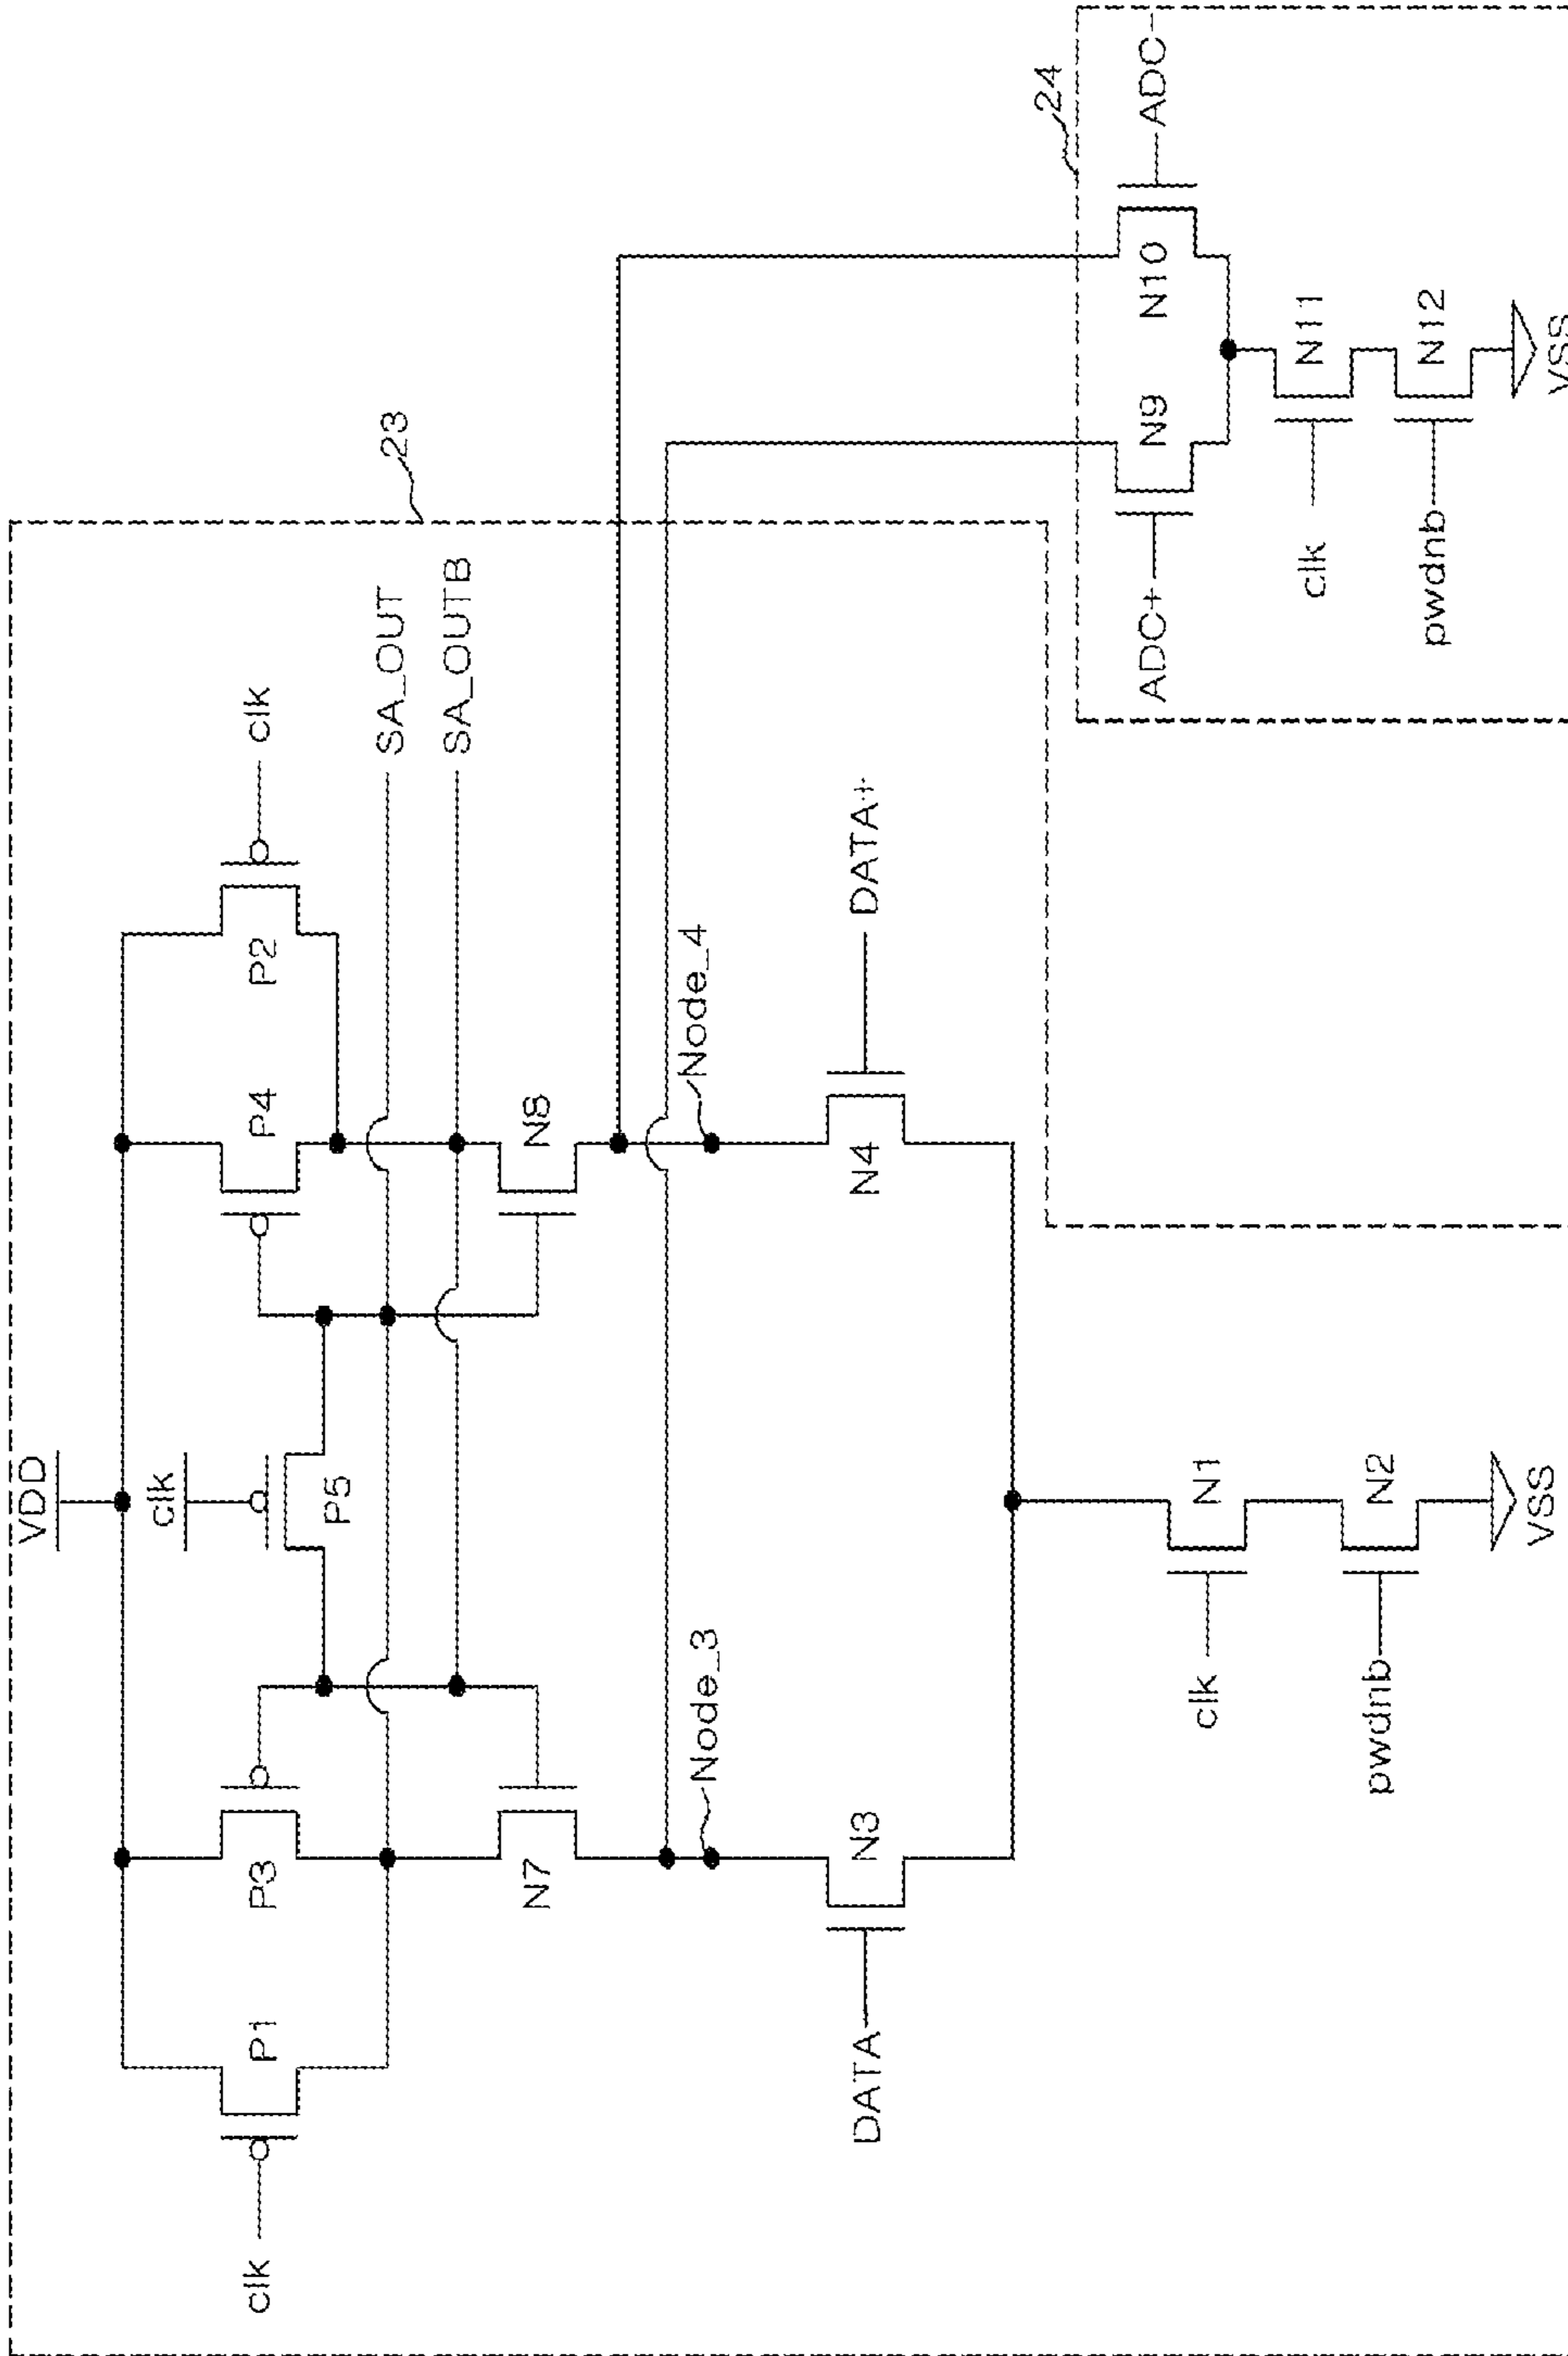 VDD
clk
clk
P1
P3
P5
P4
P2
clk
23
SA_OUT
SA_OUTB
N7
N8
Node_3
Node_4
DATA-
N3
N4
DATA+
24
ADC+
N9
N10
ADC-
clk
N1
clk
N11
pwdnb
N2
pwdnb
N12
VSS
VSS